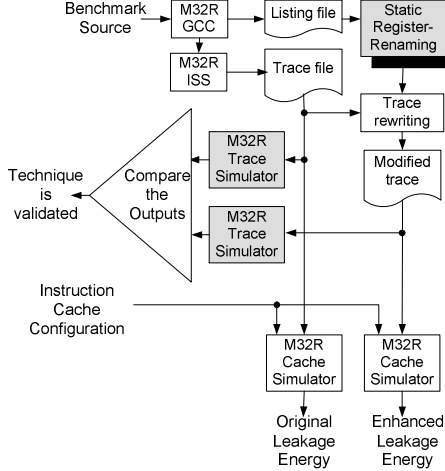 Benchmark
Source
M32R
GCC
Listing file
Static
Register-
Renaming
M32R
ISS
Trace file
Trace
rewriting
M32R
Trace
Simulator
Modified
trace
Technique
is
validated
Compare
the
Outputs
M32R
Trace
Simulator
Instruction
Cache
Configuration
M32R
Cache
Simulator
M32R
Cache
Simulator
Original
Leakage
Energy
Enhanced
Leakage
Energy